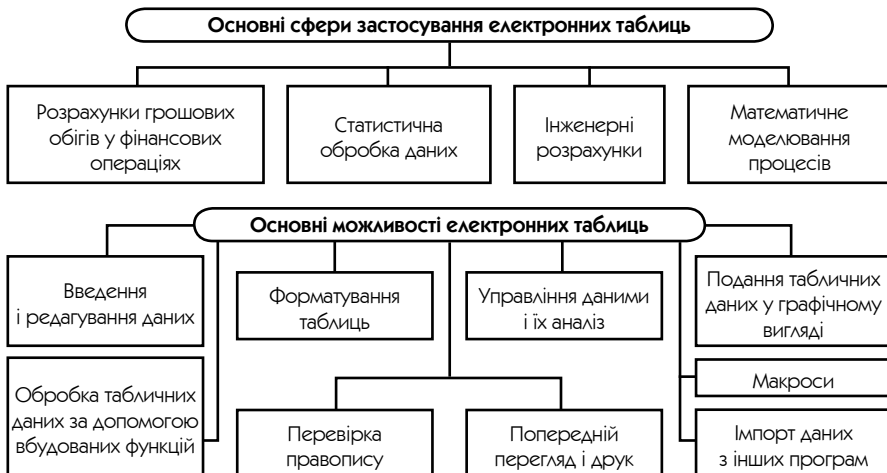 Основні сфери застосування електронних таблиць
Розрахунки грошових
обігів у фінансових
операціях
Статистична
обробка даних
Інженерні
розрахунки
Математичне
моделювання
процесів
Основні можливості електронних таблиць
Введення
і редагування даних
Форматування
таблиць
Управління даними
і їх аналіз
Подання табличних
даних у графічному
вигляді
Обробка табличних
даних за допомогою
вбудованих функцій
Перевірка
правопису
Попередній
перегляд і друк
Макроси
Імпорт даних
з інших програм